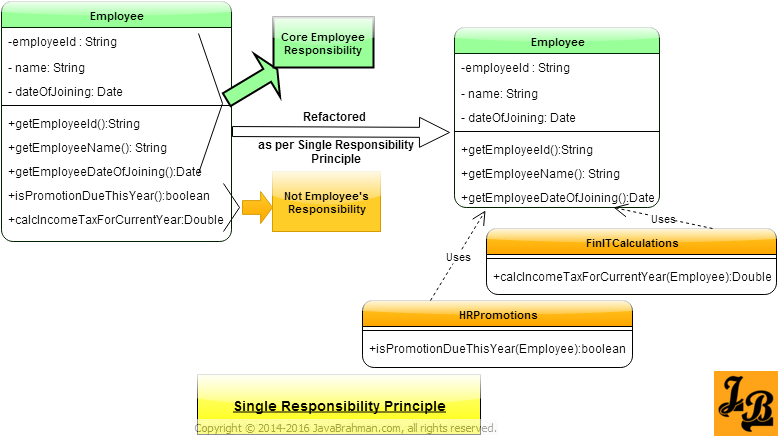 Employee
-employeeId : String
- name: String
- dateOfJoining: Date
+getEmployeeId():String
+getEmployeeName(): String
+getEmployeeDateOfJoining():Date
+isPromotionDueThisYear():boolean
+calcIncomeTaxForCurrentYear:Double
Core Employee
Responsibility
Refactored
as per Single Responsibility
Principle
Not Employee's
Responsibility
Employee
-employeeId : String
- name: String
- dateOfJoining: Date
+getEmployeeId():String
+getEmployeeName(): String
+getEmployeeDateOfJoining():Date
Uses
Uses
FinITCalculations
+calcIncomeTaxForCurrentYear(Employee):Double
HRPromotions
+isPromotionDueThisYear(Employee):boolean
Single Responsibility Principle
Copyright © 2014-2016 JavaBrahman.com, all rights reserved.
JB